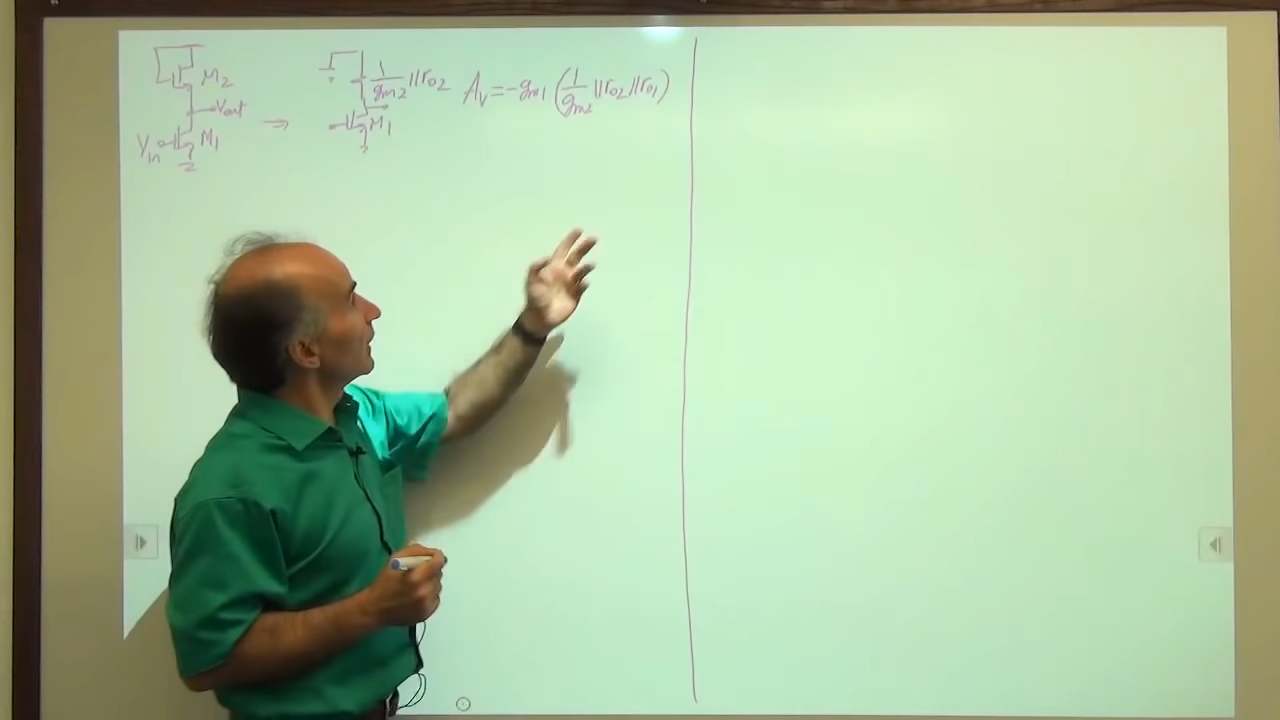 M2
Vout
Vin M1
⇒
1/gm2 || ro2
M1
Av = -gm1 (1/gm2 || ro2 || ro1)